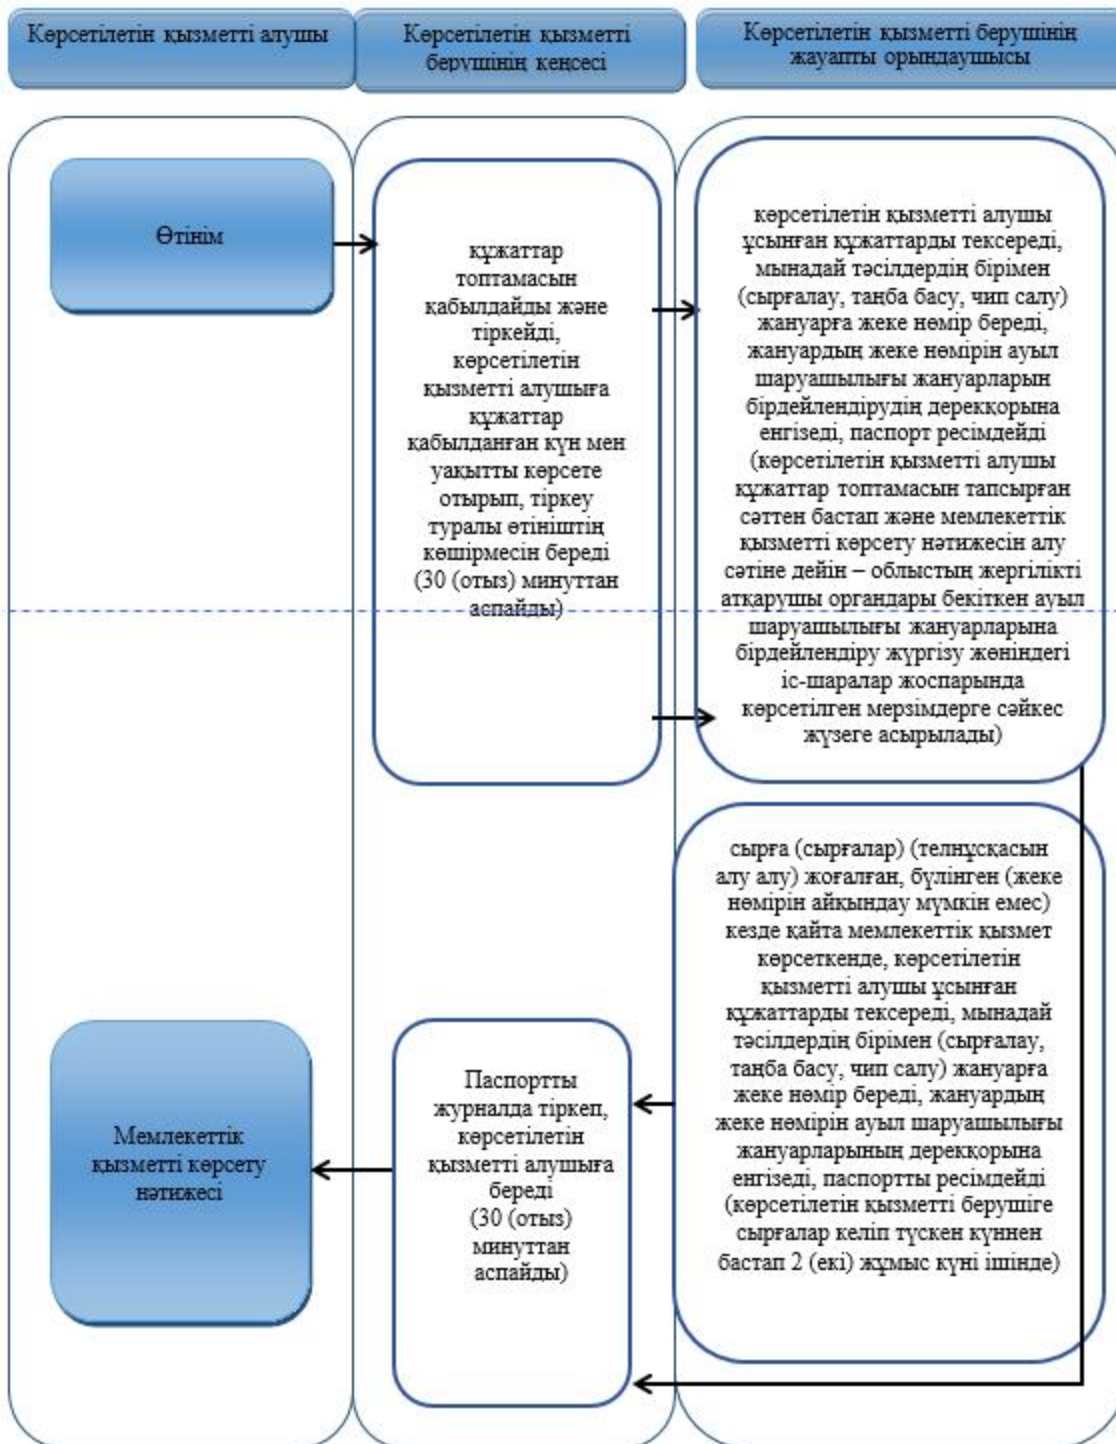 Көрсетілетін қызметті алушы
Көрсетілетін қызметті
берушінің кеңсесі
Көрсетілетін қызметті берушінің
жауапты орындаушысы
Өтінім
құжаттар
топтамасын
қабылдайды және
тіркейді,
көрсетілетін
қызметті алушыға
құжаттар
қабылданған күн мен
уақытты көрсете
отырып, тіркеу
туралы өтініштің
көшірмесін береді
(30 (отыз) минуттан
аспайды)
көрсетілетін қызметті алушы
ұсынған құжаттарды тексереді,
мынадай тәсілдердің бірімен
(сырғалау, таңба басу, чип салу)
жануарға жеке нөмір береді,
жануардың жеке нөмірін ауыл
шаруашылығы жануарларын
бірдейлендірудің дерекқорына
енгізеді, паспорт ресімдейді
(көрсетілетін қызметті алушы
құжаттар топтамасын тапсырған
сәттен бастап және мемлекеттік
қызметті көрсету нәтижесін алу
сәтіне дейін – облыстың жергілікті
атқарушы органдары бекіткен ауыл
шаруашылығы жануарларына
бірдейлендіру жүргізу жөніндегі
іс-шаралар жоспарында
көрсетілген мерзімдерге сәйкес
жүзеге асырылады)
сырға (сырғалар) (телнұсқасын
алу алу) жоғалған, бүлінген (жеке
нөмірін айқындау мүмкін емес)
кезде қайта мемлекеттік қызмет
көрсеткенде, көрсетілетін
қызметті алушы ұсынған
құжаттарды тексереді, мынадай
тәсілдердің бірімен (сырғалау,
таңба басу, чип салу) жануарға
жеке нөмір береді, жануардың
жеке нөмірін ауыл шаруашылығы
жануарларының дерекқорына
енгізеді, паспортты ресімдейді
(көрсетілетін қызметті берушіге
сырғалар келіп түскен күннен
бастап 2 (екі) жұмыс күні ішінде)
Паспортты
журналда тіркеп,
көрсетілетін
қызметті алушыға
береді
(30 (отыз)
минуттан
аспайды)
Мемлекеттік
қызметті көрсету
нәтижесі